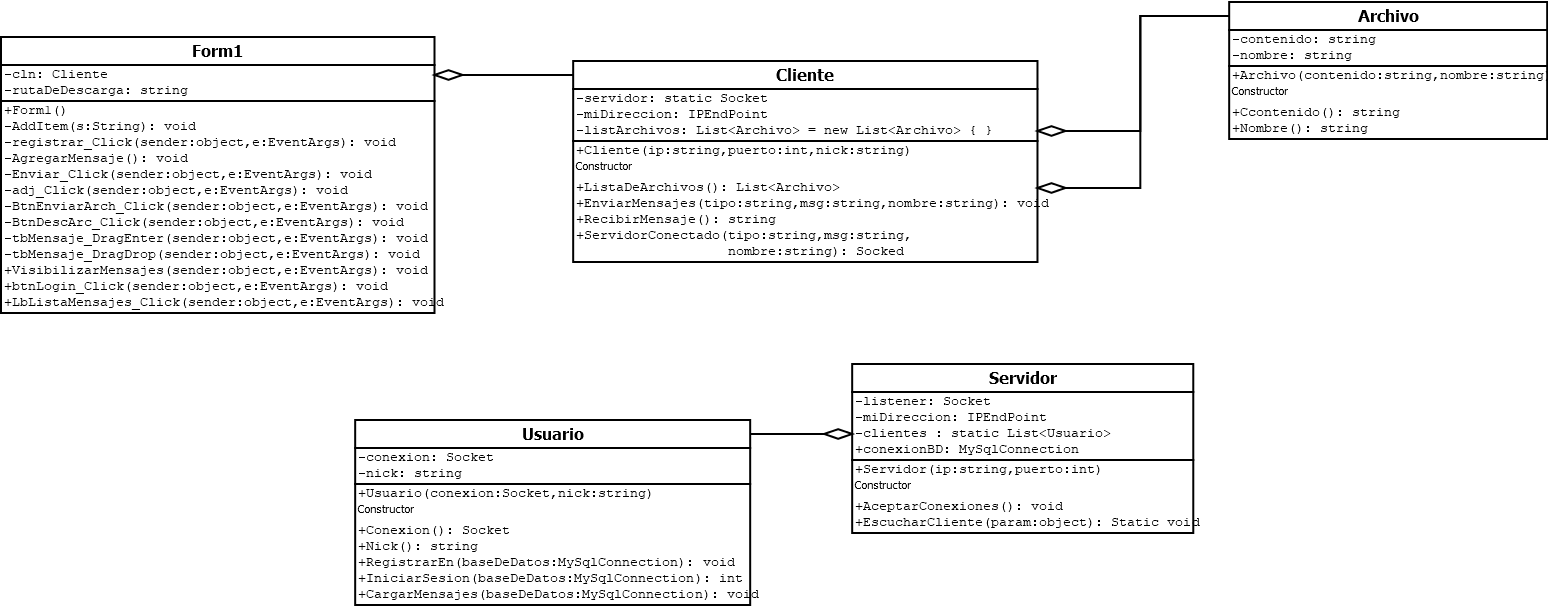 Form1
-cln: Cliente
-rutaDeDescarga: string
+Form1()
-AddItem(s:String): void
-registrar_Click(sender:object,e:EventArgs): void
-AgregarMensaje(): void
-Enviar_Click(sender:object,e:EventArgs): void
-adj_Click(sender:object,e:EventArgs): void
-BtnEnviarArch_Click(sender:object,e:EventArgs): void
-BtnDescArc_Click(sender:object,e:EventArgs): void
-tbMensaje_DragEnter(sender:object,e:EventArgs): void
-tbMensaje_DragDrop(sender:object,e:EventArgs): void
+VisibilizarMensajes(sender:object,e:EventArgs): void
+btnLogin_Click(sender:object,e:EventArgs): void
+LbListaMensajes_Click(sender:object,e:EventArgs): void
Cliente
-servidor: static Socket
-miDireccion: IPEndPoint
-listArchivos: List<Archivo> = new List<Archivo> { }
+Cliente(ip:string,puerto:int,nick:string)
Constructor
+ListaDeArchivos(): List<Archivo>
+EnviarMensajes(tipo:string,msg:string,nombre:string): void
+RecibirMensaje(): string
+ServidorConectado(tipo:string,msg:string,
nombre:string): Socked
Archivo
-contenido: string
-nombre: string
+Archivo(contenido:string,nombre:string
Constructor
+Ccontenido(): string
+Nombre(): string
Usuario
-conexion: Socket
-nick: string
+Usuario(conexion:Socket,nick:string)
Constructor
+Conexion(): Socket
+Nick(): string
+RegistrarEn(baseDeDatos:MySqlConnection): void
+IniciarSesion(baseDeDatos:MySqlConnection): int
+CargarMensajes(baseDeDatos:MySqlConnection): void
Servidor
-listener: Socket
-miDireccion: IPEndPoint
-clientes : static List<Usuario>
+conexionBD: MySqlConnection
+Servidor(ip:string,puerto:int)
Constructor
+AceptarConexiones(): void
+EscucharCliente(param:object): Static void